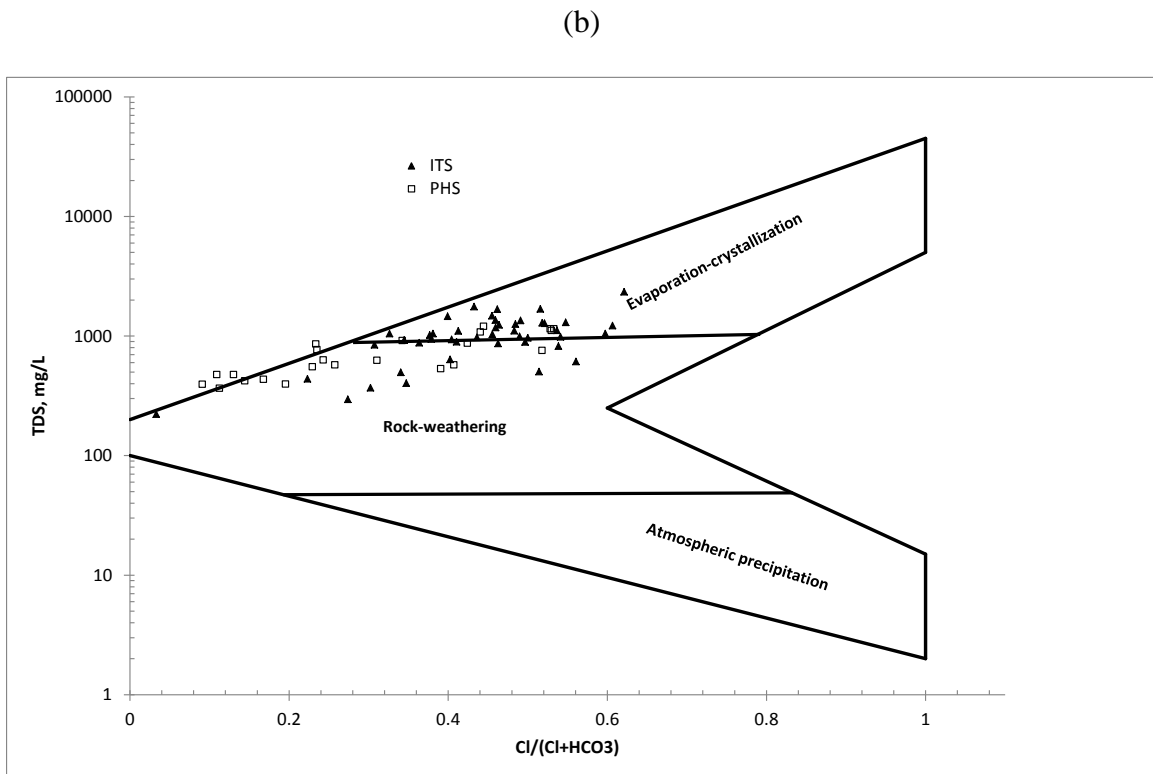 (b)
100000
10000
1000
100
10
1
TDS, mg/L
ITS
PHS
Evaporation-crystallization
Rock-weathering
Atmospheric precipitation
0 0.2 0.4 0.6 0.8 1
Cl/(Cl+HCO3)